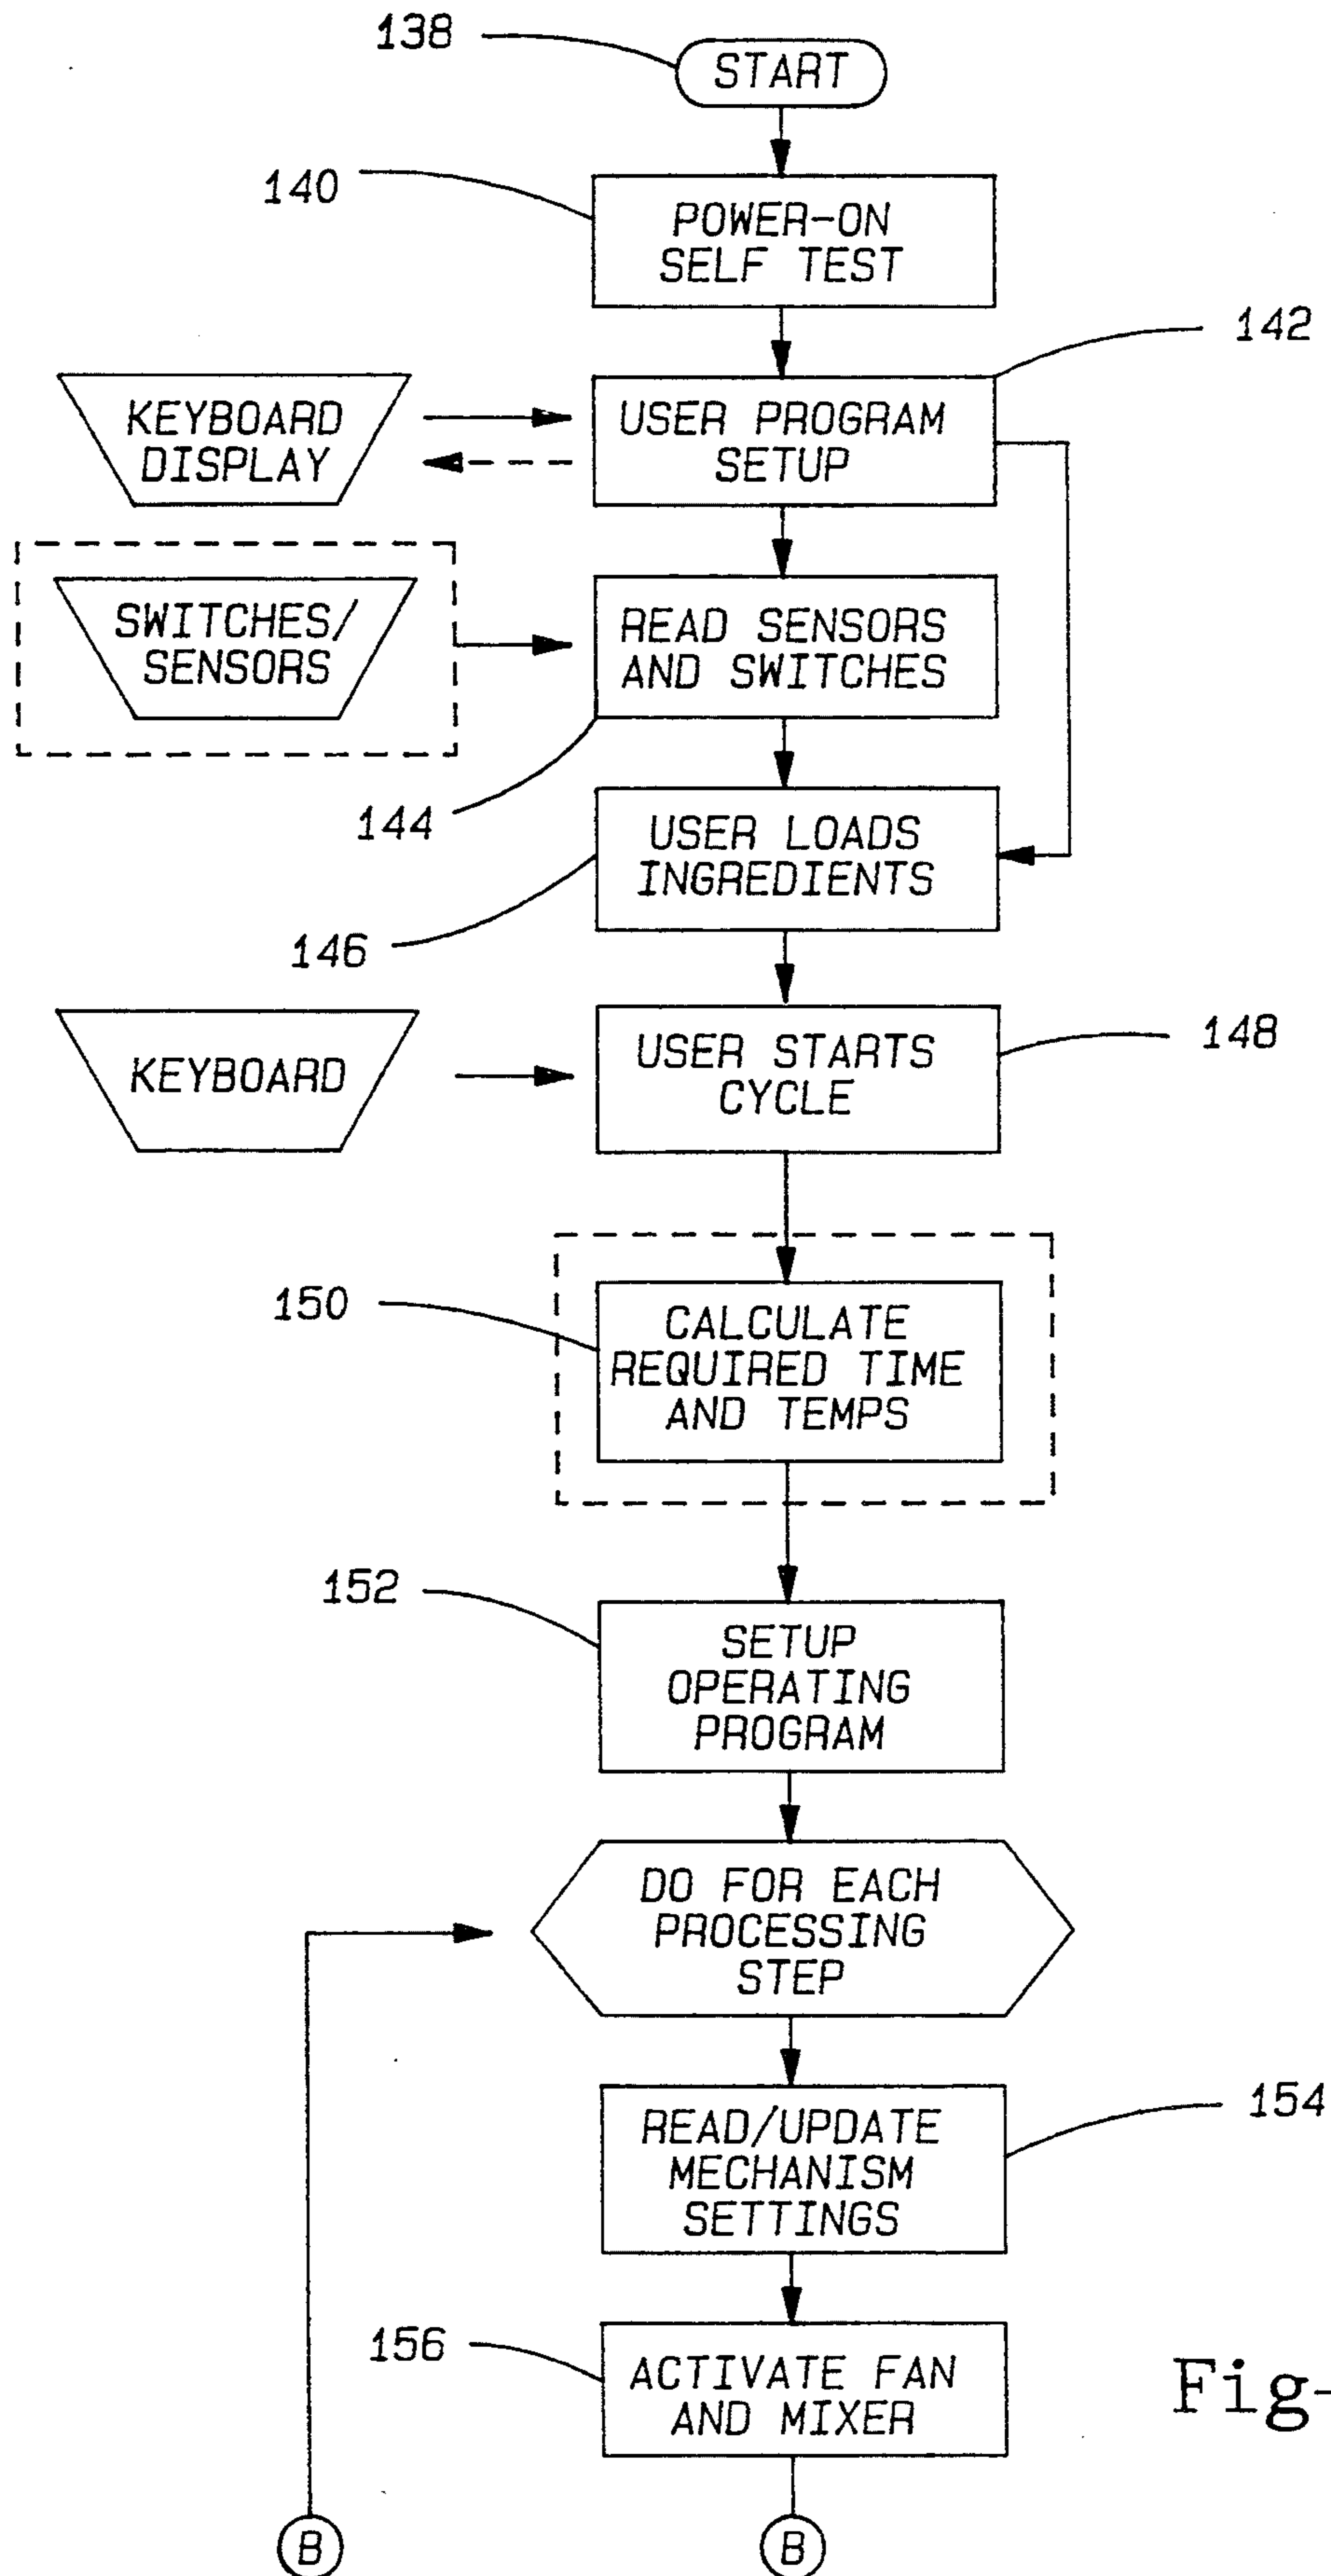 138
START
140
POWER-ON
SELF TEST
142
KEYBOARD
DISPLAY
USER PROGRAM
SETUP
SWITCHES/
SENSORS
READ SENSORS
AND SWITCHES
144
USER LOADS
INGREDIENTS
146
KEYBOARD
USER STARTS
CYCLE
148
150
CALCULATE
REQUIRED TIME
AND TEMPS
152
SETUP
OPERATING
PROGRAM
DO FOR EACH
PROCESSING
STEP
154
READ/UPDATE
MECHANISM
SETTINGS
156
ACTIVATE FAN
AND MIXER
Fig-
B
B